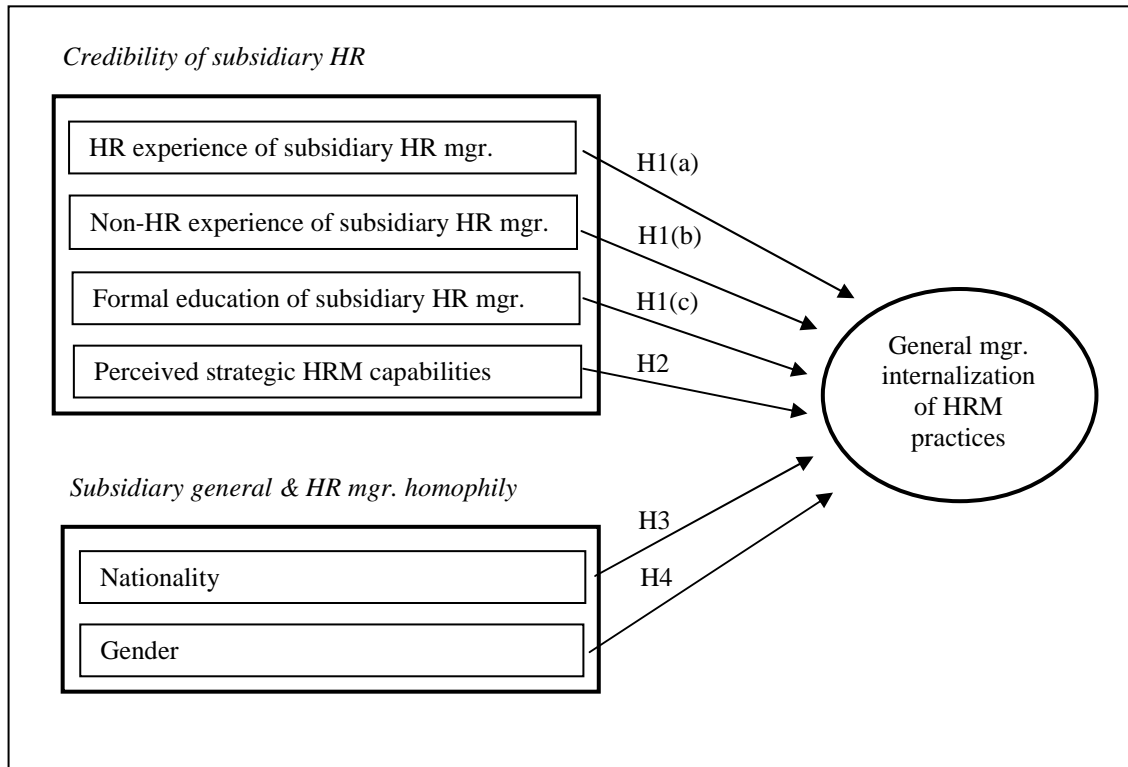 Credibility of subsidiary HR
HR experience of subsidiary HR mgr.
H1(a)
Non-HR experience of subsidiary HR mgr.
H1(b)
Formal education of subsidiary HR mgr.
H1(c)
Perceived strategic HRM capabilities
H2
General mgr.
internalization
of HRM
practices
Subsidiary general & HR mgr. homophily
Nationality
H3
Gender
H4